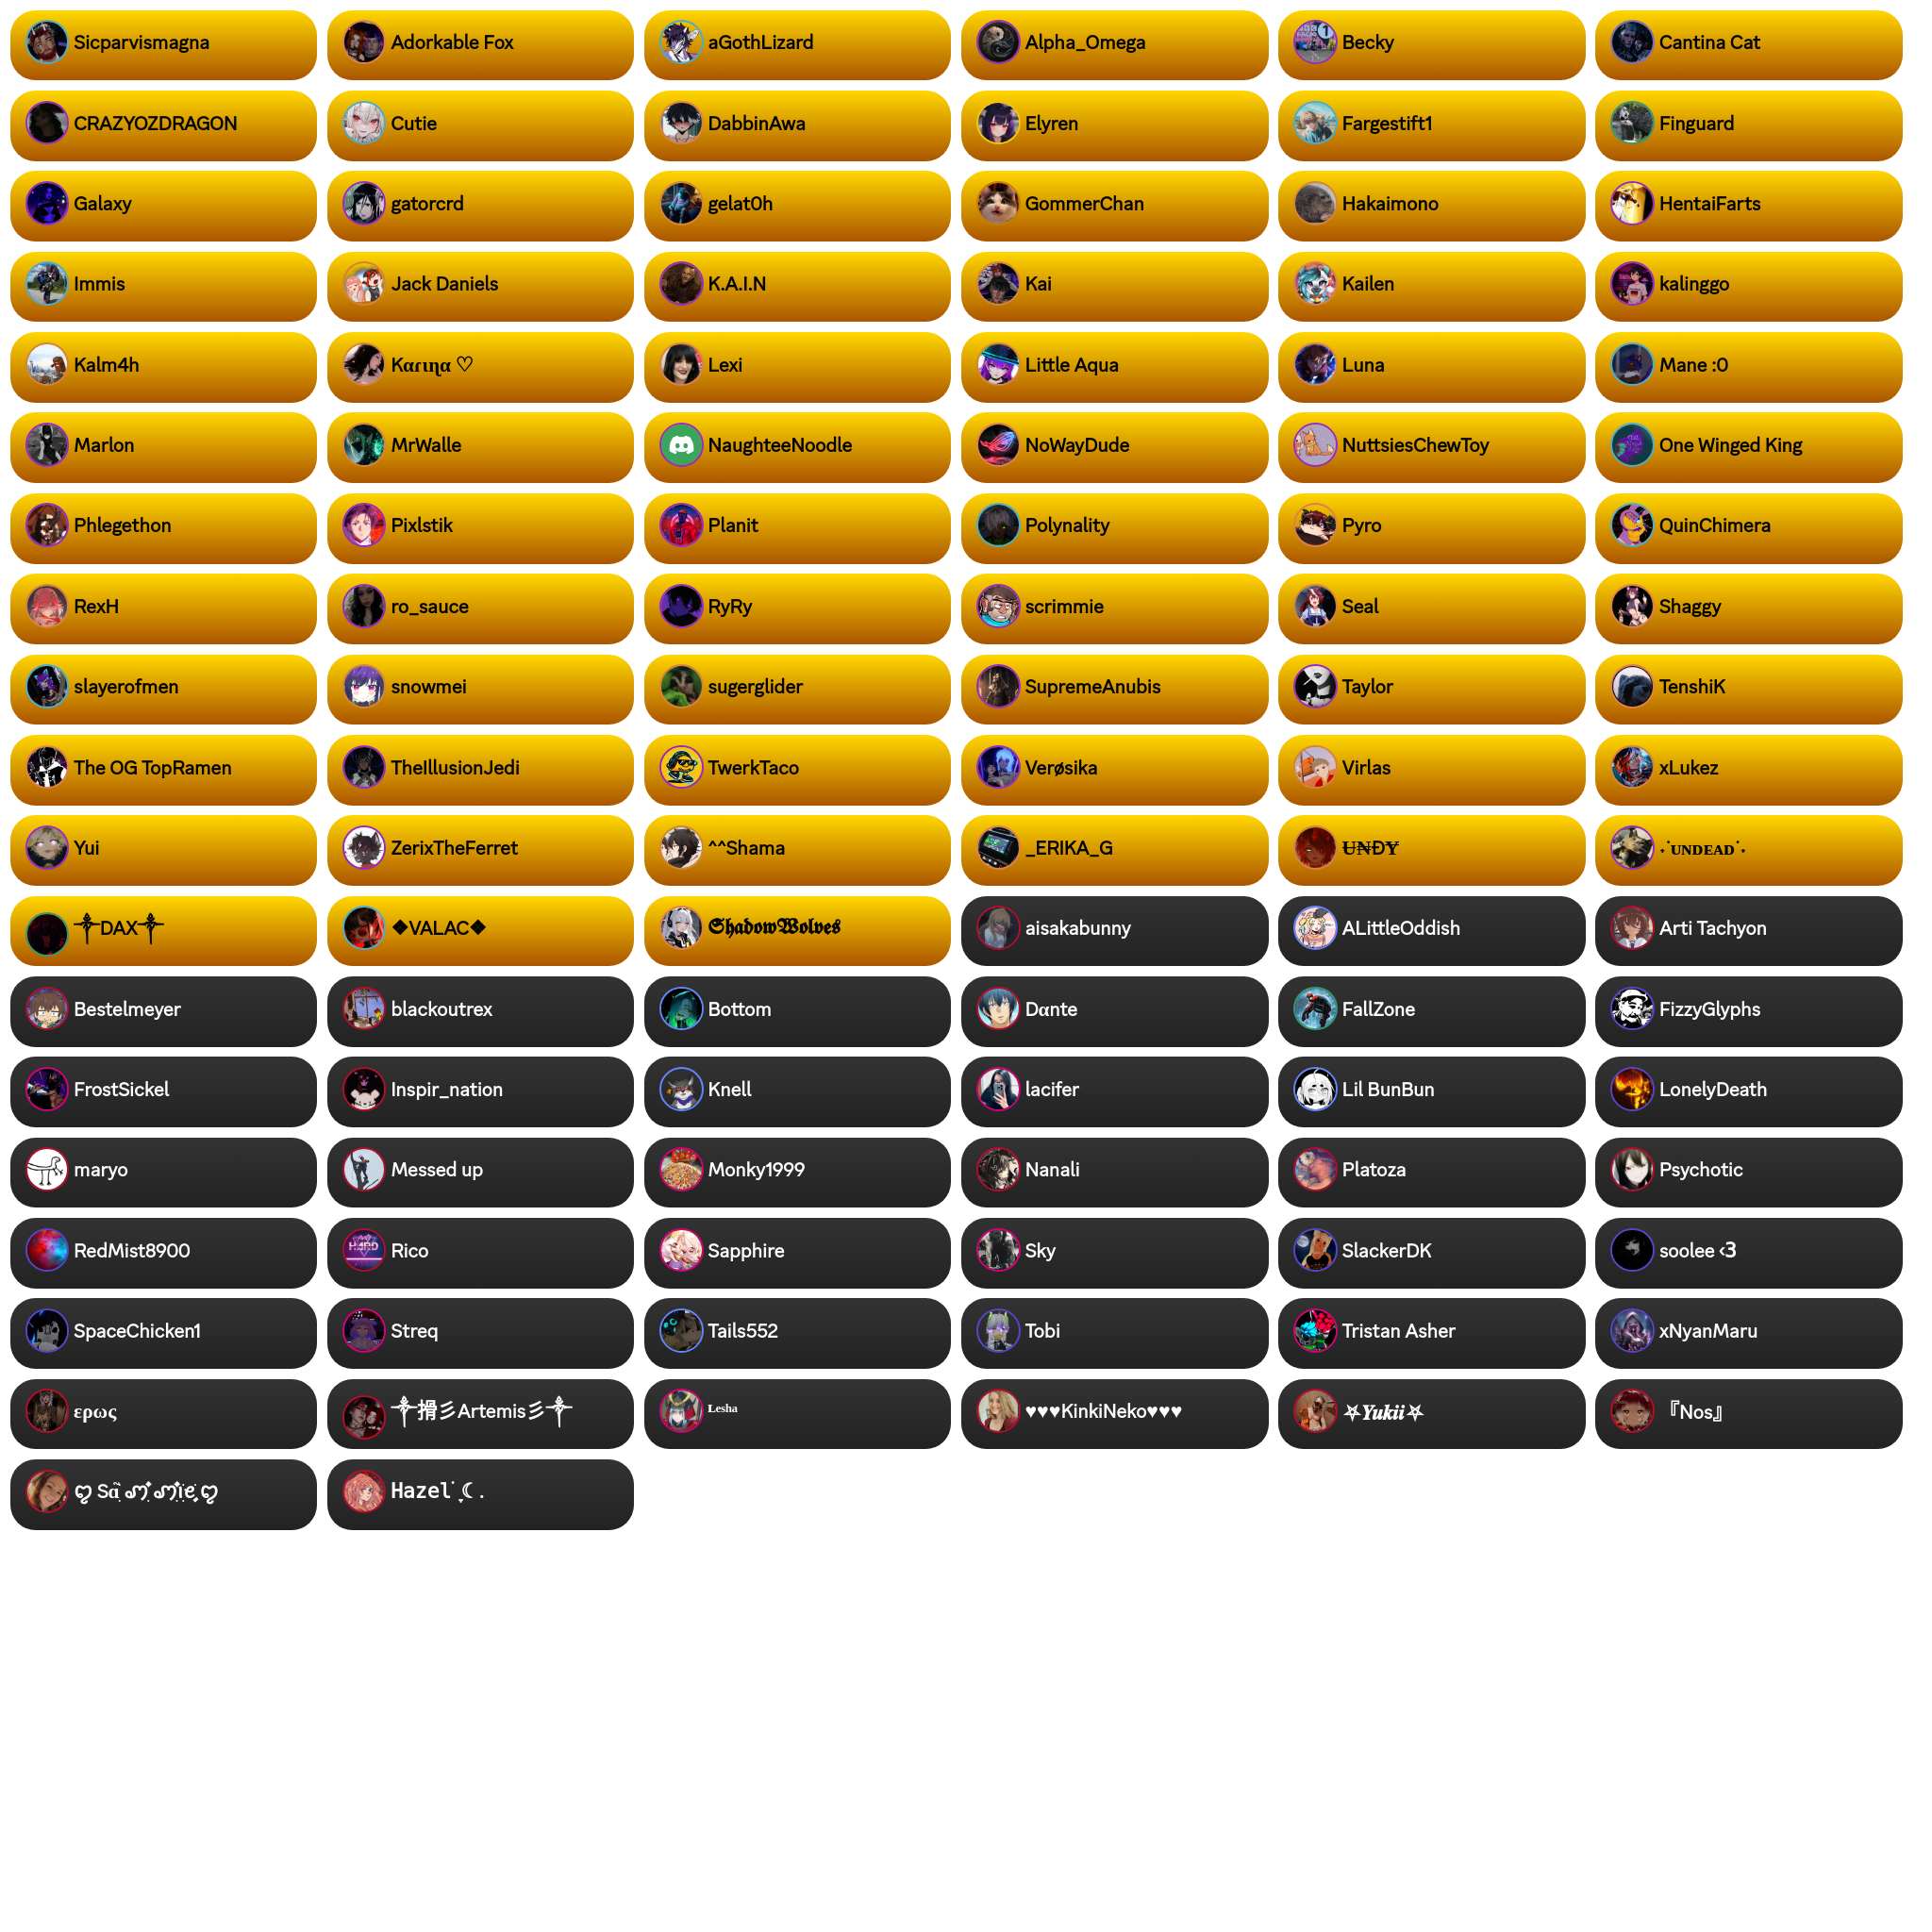 Sicparvismagna
Adorkable Fox
aGothLizard
Alpha_Omega
Becky
Cantina Cat
CRAZYOZDRAGON
Cutie
DabbinAwa
Elyren
Fargestift1
Finguard
Galaxy
gatorcrd
gelat0h
GommerChan
Hakaimono
HentaiFarts
Immis
Jack Daniels
K.A.I.N
Kai
Kailen
kalinggo
Kalm4h
Kαɾιɳα ♡
Lexi
Little Aqua
Luna
Mane :0
Marlon
MrWalle
NaughteeNoodle
NoWayDude
NuttsiesChewToy
One Winged King
Phlegethon
Pixlstik
Planit
Polynality
Pyro
QuinChimera
RexH
ro_sauce
RyRy
scrimmie
Seal
Shaggy
slayerofmen
snowmei
sugerglider
SupremeAnubis
Taylor
TenshiK
The OG TopRamen
TheIllusionJedi
TwerkTaco
Verøsika
Virlas
xLukez
Yui
ZerixTheFerret
^^Shama
_ERIKA_G
U̶N̶ĐɎ
˖˙ᴜɴᴅᴇᴀᴅ˙˖
༒DAX༒
❖VALAC❖
𝕾𝖍𝖆𝖉𝖔𝖜𝖂𝖔𝖑𝖛𝖊𝖘
aisakabunny
ALittleOddish
Arti Tachyon
Bestelmeyer
blackoutrex
Bottom
Dαnte
FallZone
FizzyGlyphs
FrostSickel
Inspir_nation
Knell
lacifer
Lil BunBun
LonelyDeath
maryo
Messed up
Monky1999
Nanali
Platoza
Psychotic
RedMist8900
Rico
HARD
Sapphire
Sky
SlackerDK
soolee <3
SpaceChicken1
Streq
Tails552
Tobi
Tristan Asher
xNyanMaru
ερως
༒搰彡Artemis彡༒
ᴸᵉˢʰᵃ
♥♥♥KinkiNeko♥♥♥
⛧𝒀𝒖𝒌𝒊𝒊⛧
『Nos』
𝙷𝚊𝚣𝚎𝚕 ☾.